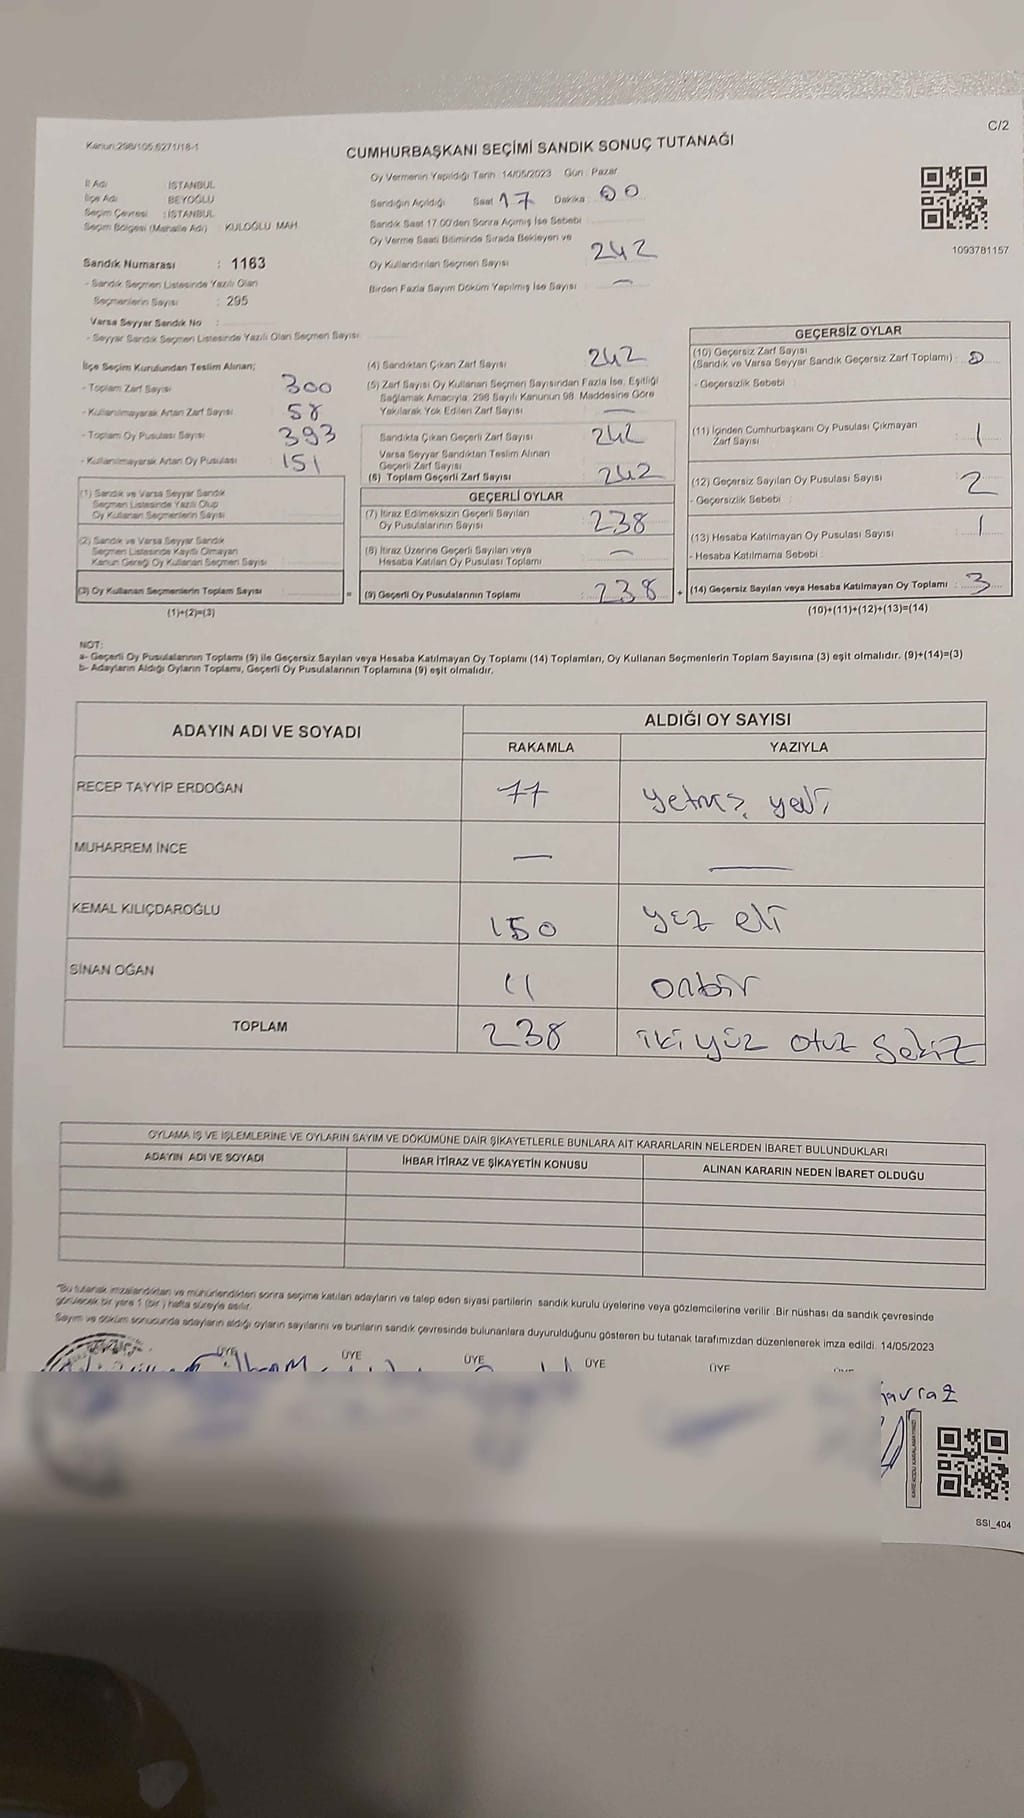 Kanun:298/105;6271/18-1
C/2
CUMHURBAŞKANI SEÇİMİ SANDIK SONUÇ TUTANAĞI
İl Adı : İSTANBUL
İlçe Adı : BEYOĞLU
Seçim Çevresi : İSTANBUL
Seçim Bölgesi (Mahalle Adı) : KULOĞLU MAH.
Sandık Numarası : 1163
- Sandık Seçmen Listesinde Yazılı Olan
Seçmenlerin Sayısı : 295
Varsa Seyyar Sandık No :
- Seyyar Sandık Seçmen Listesinde Yazılı Olan Seçmen Sayısı
Oy Vermenin Yapıldığı Tarih : 14/05/2023 Gün : Pazar
Sandığın Açıldığı Saat 17 Dakika : 00
Sandık Saat 17.00'den Sonra Açılmış İse Sebebi :
Oy Verme Saati Bitiminde Sırada Bekleyen ve
Oy Kullandırılan Seçmen Sayısı : 242
Birden Fazla Sayım Döküm Yapılmış İse Sayısı : —
1093781157
İlçe Seçim Kurulundan Teslim Alınan;
- Toplam Zarf Sayısı : 300
- Kullanılmayarak Artan Zarf Sayısı : 58
- Toplam Oy Pusulası Sayısı : 393
- Kullanılmayarak Artan Oy Pusulası : 151
(1) Sandık ve Varsa Seyyar Sandık
Seçmen Listesinde Yazılı Olup
Oy Kullanan Seçmenlerin Sayısı
(2) Sandık ve Varsa Seyyar Sandık
Seçmen Listesinde Kayıtlı Olmayan
Kanun Gereği Oy Kullanan Seçmen Sayısı
(3) Oy Kullanan Seçmenlerin Toplam Sayısı :
(1)+(2)=(3)
(4) Sandıktan Çıkan Zarf Sayısı : 242
(5) Zarf Sayısı Oy Kullanan Seçmen Sayısından Fazla İse, Eşitliği
Sağlamak Amacıyla; 298 Sayılı Kanunun 98. Maddesine Göre
Yakılarak Yok Edilen Zarf Sayısı : —
Sandıkta Çıkan Geçerli Zarf Sayısı : 242
Varsa Seyyar Sandıktan Teslim Alınan
Geçerli Zarf Sayısı :
(6) Toplam Geçerli Zarf Sayısı : 242
GEÇERLİ OYLAR
(7) İtiraz Edilmeksizin Geçerli Sayılan
Oy Pusulalarının Sayısı : 238
(8) İtiraz Üzerine Geçerli Sayılan veya
Hesaba Katılan Oy Pusulası Toplamı : —
= (9) Geçerli Oy Pusulalarının Toplamı : 238 +
GEÇERSİZ OYLAR
(10) Geçersiz Zarf Sayısı
(Sandık ve Varsa Seyyar Sandık Geçersiz Zarf Toplamı) : 0
- Geçersizlik Sebebi :
(11) İçinden Cumhurbaşkanı Oy Pusulası Çıkmayan
Zarf Sayısı : 1
(12) Geçersiz Sayılan Oy Pusulası Sayısı : 2
- Geçersizlik Sebebi :
(13) Hesaba Katılmayan Oy Pusulası Sayısı : 1
- Hesaba Katılmama Sebebi :
(14) Geçersiz Sayılan veya Hesaba Katılmayan Oy Toplamı : 3
(10)+(11)+(12)+(13)=(14)
NOT:
a- Geçerli Oy Pusulalarının Toplamı (9) ile Geçersiz Sayılan veya Hesaba Katılmayan Oy Toplamı (14) Toplamları, Oy Kullanan Seçmenlerin Toplam Sayısına (3) eşit olmalıdır. (9)+(14)=(3)
b- Adayların Aldığı Oyların Toplamı, Geçerli Oy Pusulalarının Toplamına (9) eşit olmalıdır.
ADAYIN ADI VE SOYADI ALDIĞI OY SAYISI
RAKAMLA YAZIYLA
RECEP TAYYİP ERDOĞAN 77 yetmiş yedi
MUHARREM İNCE — —
KEMAL KILIÇDAROĞLU 150 yüz elli
SİNAN OĞAN 11 onbir
TOPLAM 238 iki yüz otuz sekiz
OYLAMA İŞ VE İŞLEMLERİNE VE OYLARIN SAYIM VE DÖKÜMÜNE DAİR ŞİKAYETLERLE BUNLARA AİT KARARLARIN NELERDEN İBARET BULUNDUKLARI
ADAYIN ADI VE SOYADI İHBAR İTİRAZ VE ŞİKAYETİN KONUSU ALINAN KARARIN NEDEN İBARET OLDUĞU
"Bu tutanak imzalandıktan ve mühürlendikten sonra seçime katılan adayların ve talep eden siyasi partilerin sandık kurulu üyelerine veya gözlemcilerine verilir. Bir nüshası da sandık çevresinde
görülecek bir yere 1 (bir) hafta süreyle asılır.
Sayım ve döküm sonucunda adayların aldığı oyların sayılarını ve bunların sandık çevresinde bulunanlara duyurulduğunu gösteren bu tutanak tarafımızdan düzenlenerek imza edildi. 14/05/2023
ÜYE ÜYE ÜYE ÜYE ÜYE
SSI_404